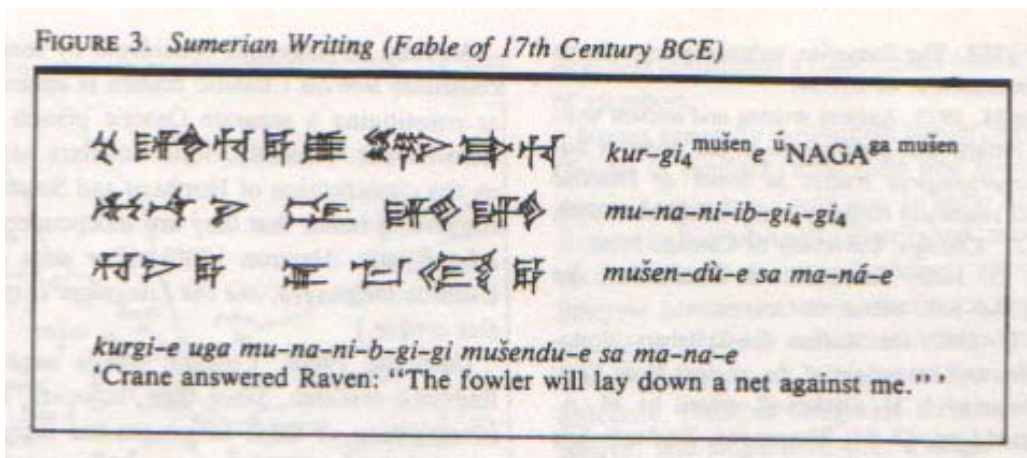 FIGURE 3. Sumerian Writing (Fable of 17th Century BCE)
𒆳 𒄄 𒄷 𒂊 𒌑 𒉀 𒂵 𒄷 kur-gi₄ᵐᵘšᵉⁿe ᵘ́NAGAᵍᵃ ᵐᵘšᵉⁿ
𒈬 𒈾 𒉌 𒅁 𒄄 𒄄 mu-na-ni-ib-gi₄-gi₄
𒄷 𒆕 𒂊 𒊓 𒈠 𒈿 𒂊 mušen-dù-e sa ma-ná-e
kurgi-e uga mu-na-ni-b-gi-gi mušendu-e sa ma-na-e
‘Crane answered Raven: “The fowler will lay down a net against me.” ’